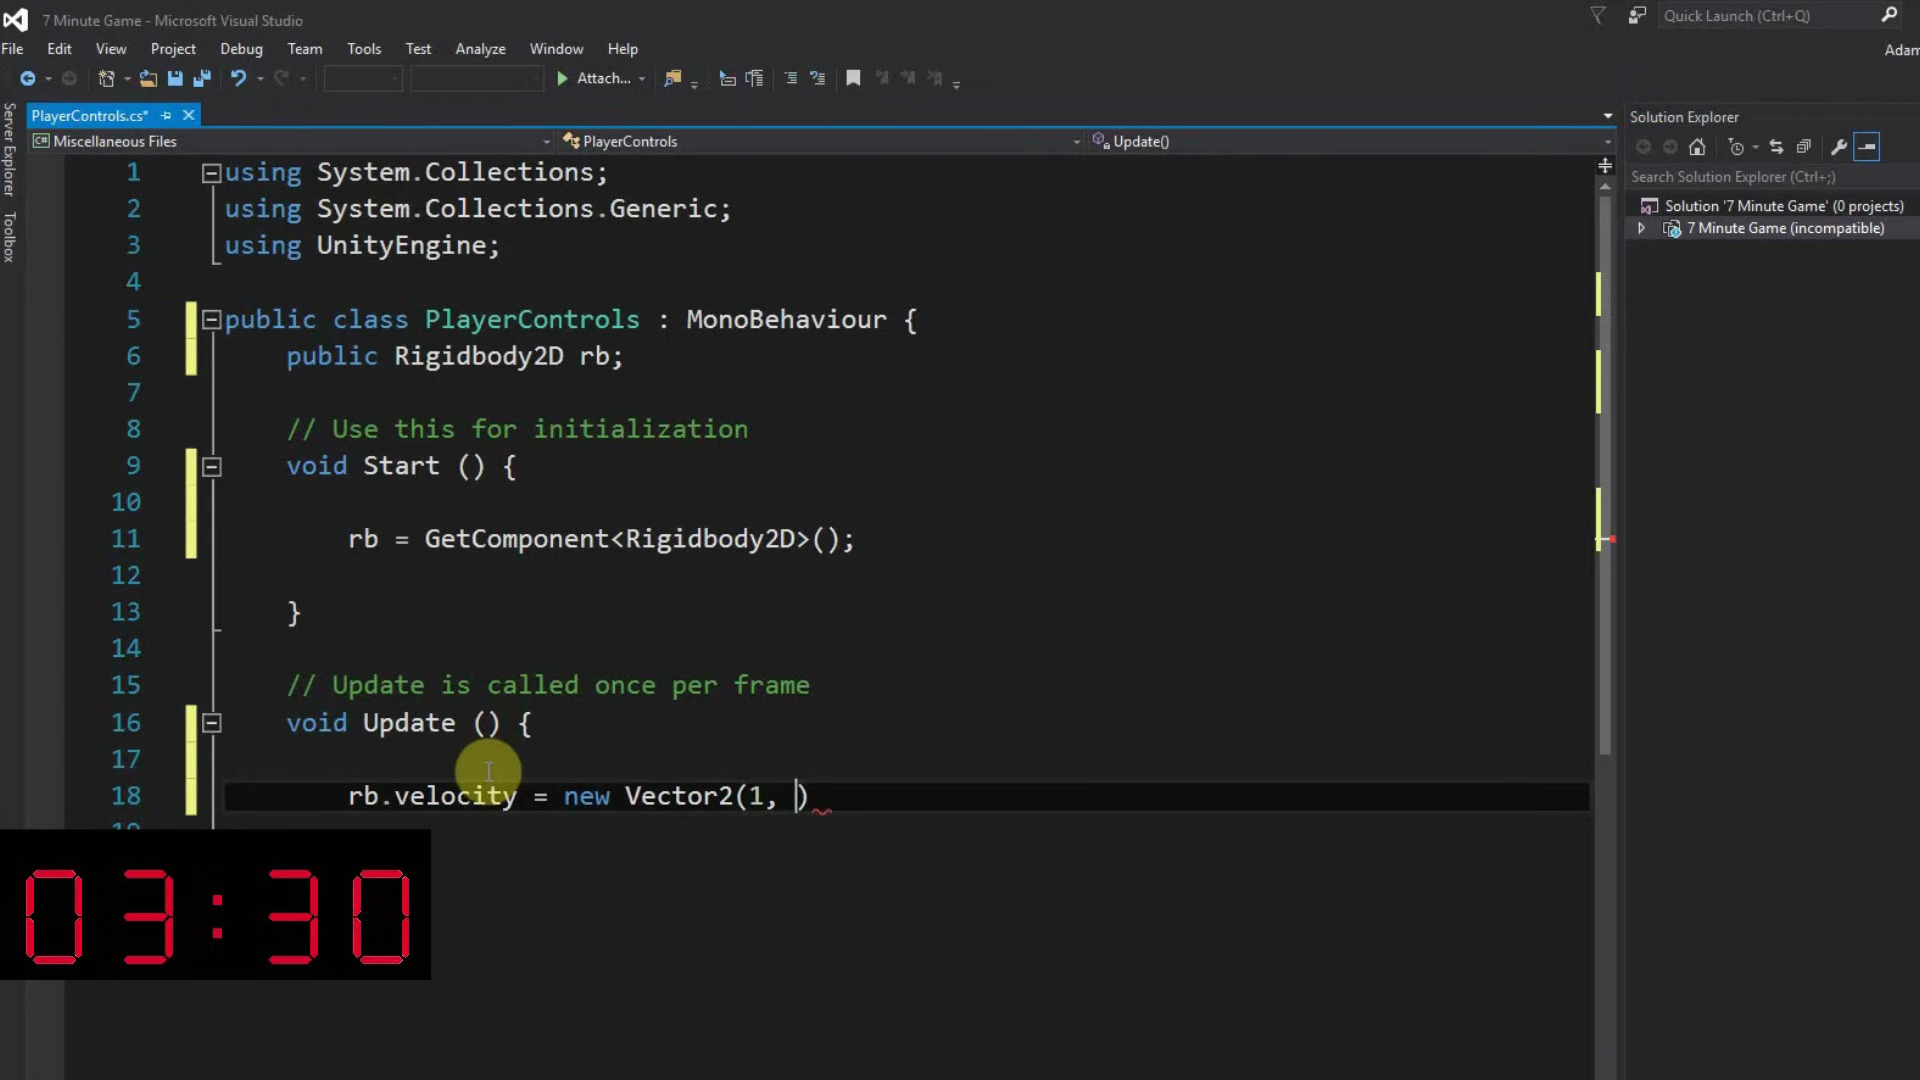 7 Minute Game - Microsoft Visual Studio
Quick Launch (Ctrl+Q)
File Edit View Project Debug Team Tools Test Analyze Window Help
Adam
Attach...
PlayerControls.cs*
Server Explorer
Toolbox
Miscellaneous Files
PlayerControls
Update()
Solution Explorer
Search Solution Explorer (Ctrl+;)
Solution '7 Minute Game' (0 projects)
7 Minute Game (incompatible)
1 using System.Collections;
2 using System.Collections.Generic;
3 using UnityEngine;
4
5 public class PlayerControls : MonoBehaviour {
6 public Rigidbody2D rb;
7
8 // Use this for initialization
9 void Start () {
10
11 rb = GetComponent<Rigidbody2D>();
12
13 }
14
15 // Update is called once per frame
16 void Update () {
17
18 rb.velocity = new Vector2(1, )
03:30